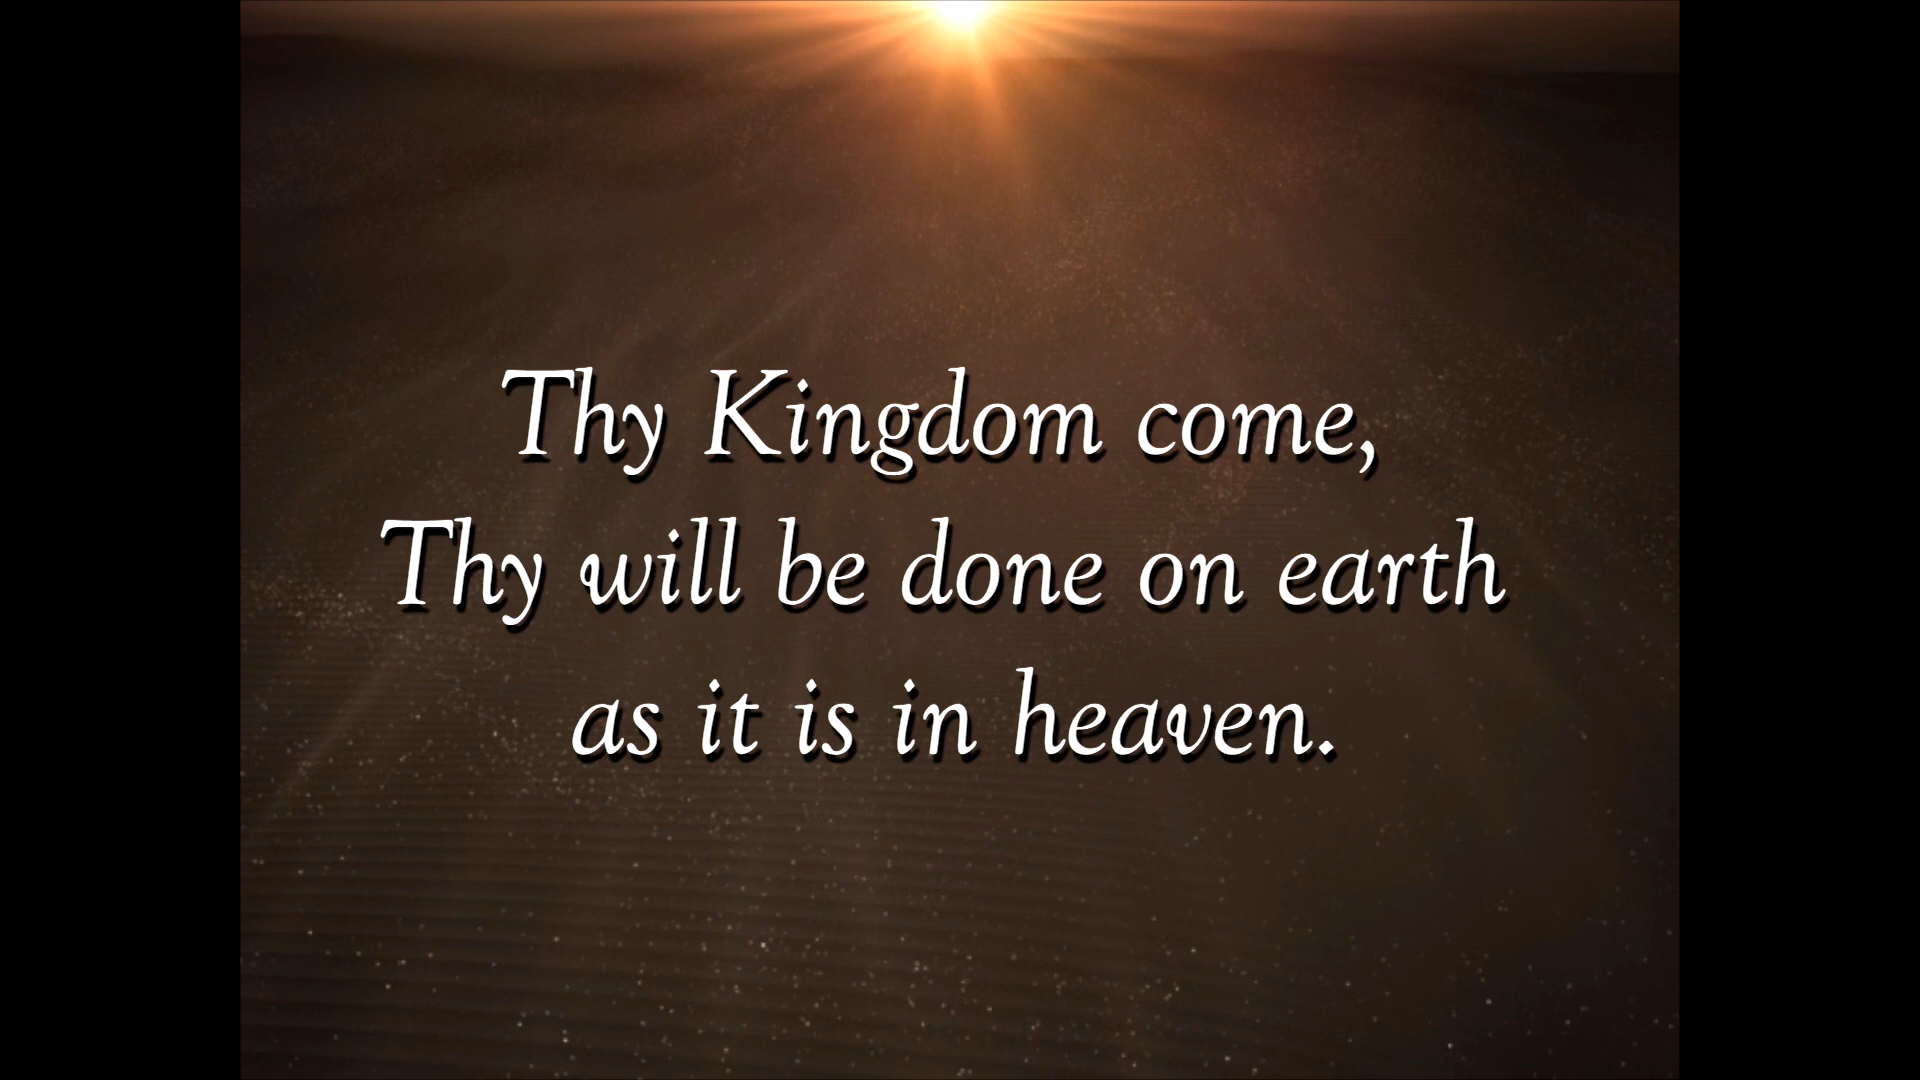 Thy Kingdom come,
Thy will be done on earth
as it is in heaven.